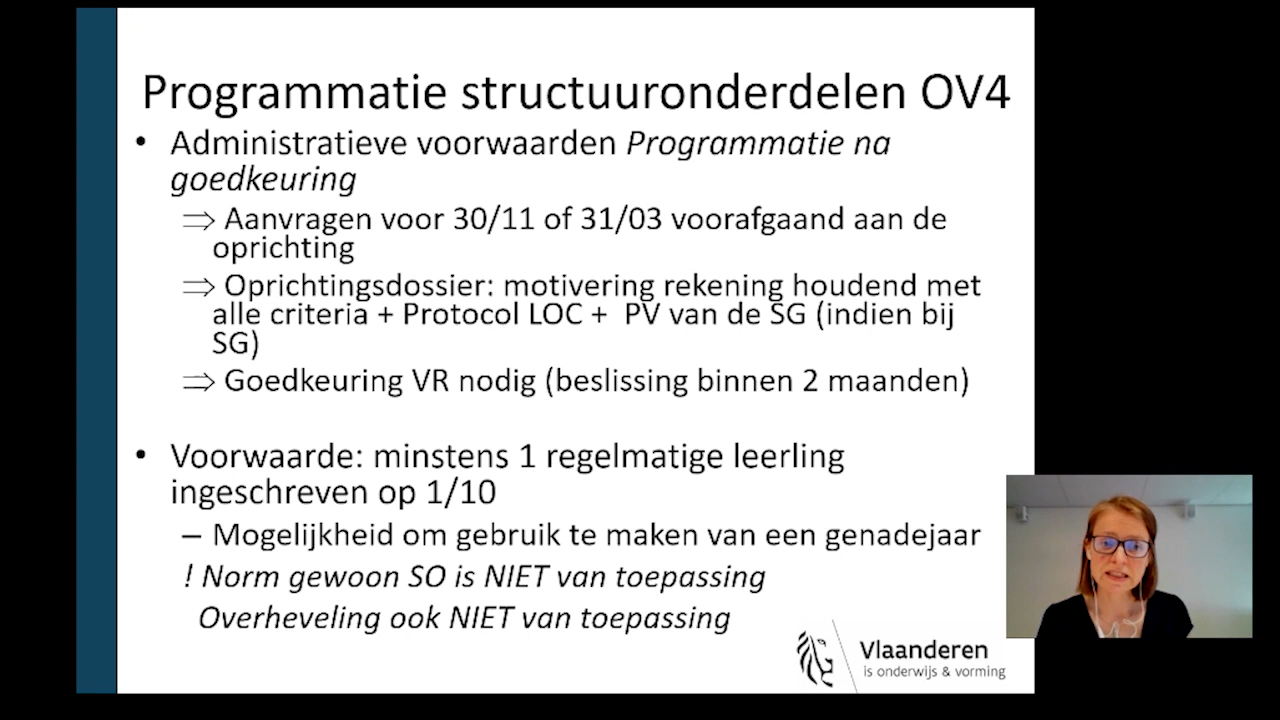 Programmatie structuuronderdelen OV4
• Administratieve voorwaarden Programmatie na
goedkeuring
⇒ Aanvragen voor 30/11 of 31/03 voorafgaand aan de
oprichting
⇒ Oprichtingsdossier: motivering rekening houdend met
alle criteria + Protocol LOC + PV van de SG (indien bij
SG)
⇒ Goedkeuring VR nodig (beslissing binnen 2 maanden)
• Voorwaarde: minstens 1 regelmatige leerling
ingeschreven op 1/10
– Mogelijkheid om gebruik te maken van een genadejaar
! Norm gewoon SO is NIET van toepassing
Overheveling ook NIET van toepassing
Vlaanderen
is onderwijs & vorming